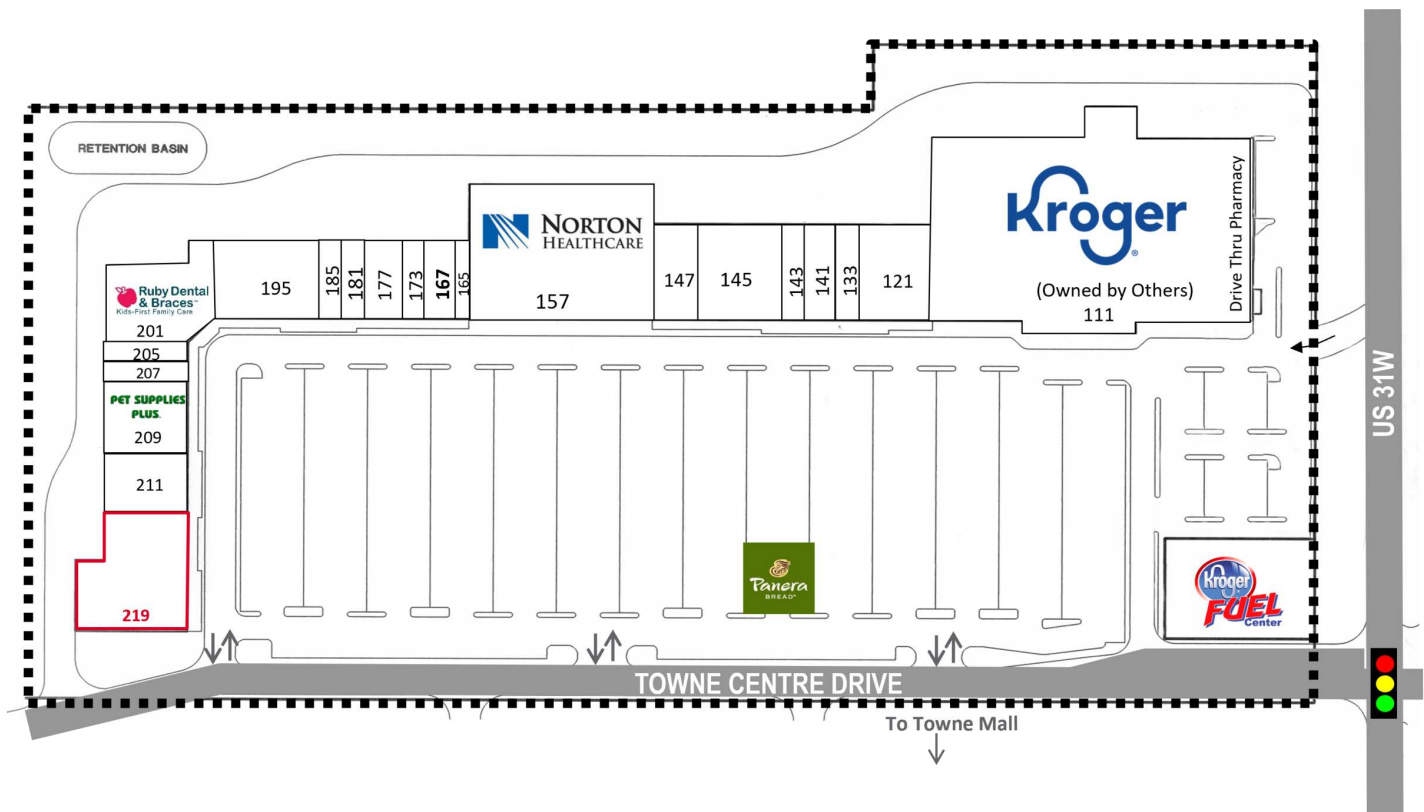 RETENTION BASIN
Kroger
®
(Owned by Others)
111
Drive Thru Pharmacy
NORTON
HEALTHCARE
157
195
185
181
177
173
167
165
147
145
143
141
133
121
Ruby Dental
& Braces™
Kids-First Family Care
201
205
207
PET SUPPLIES
PLUS.
209
211
219
Panera
BREAD®
Kroger
FUEL
Center
US 31W
TOWNE CENTRE DRIVE
To Towne Mall